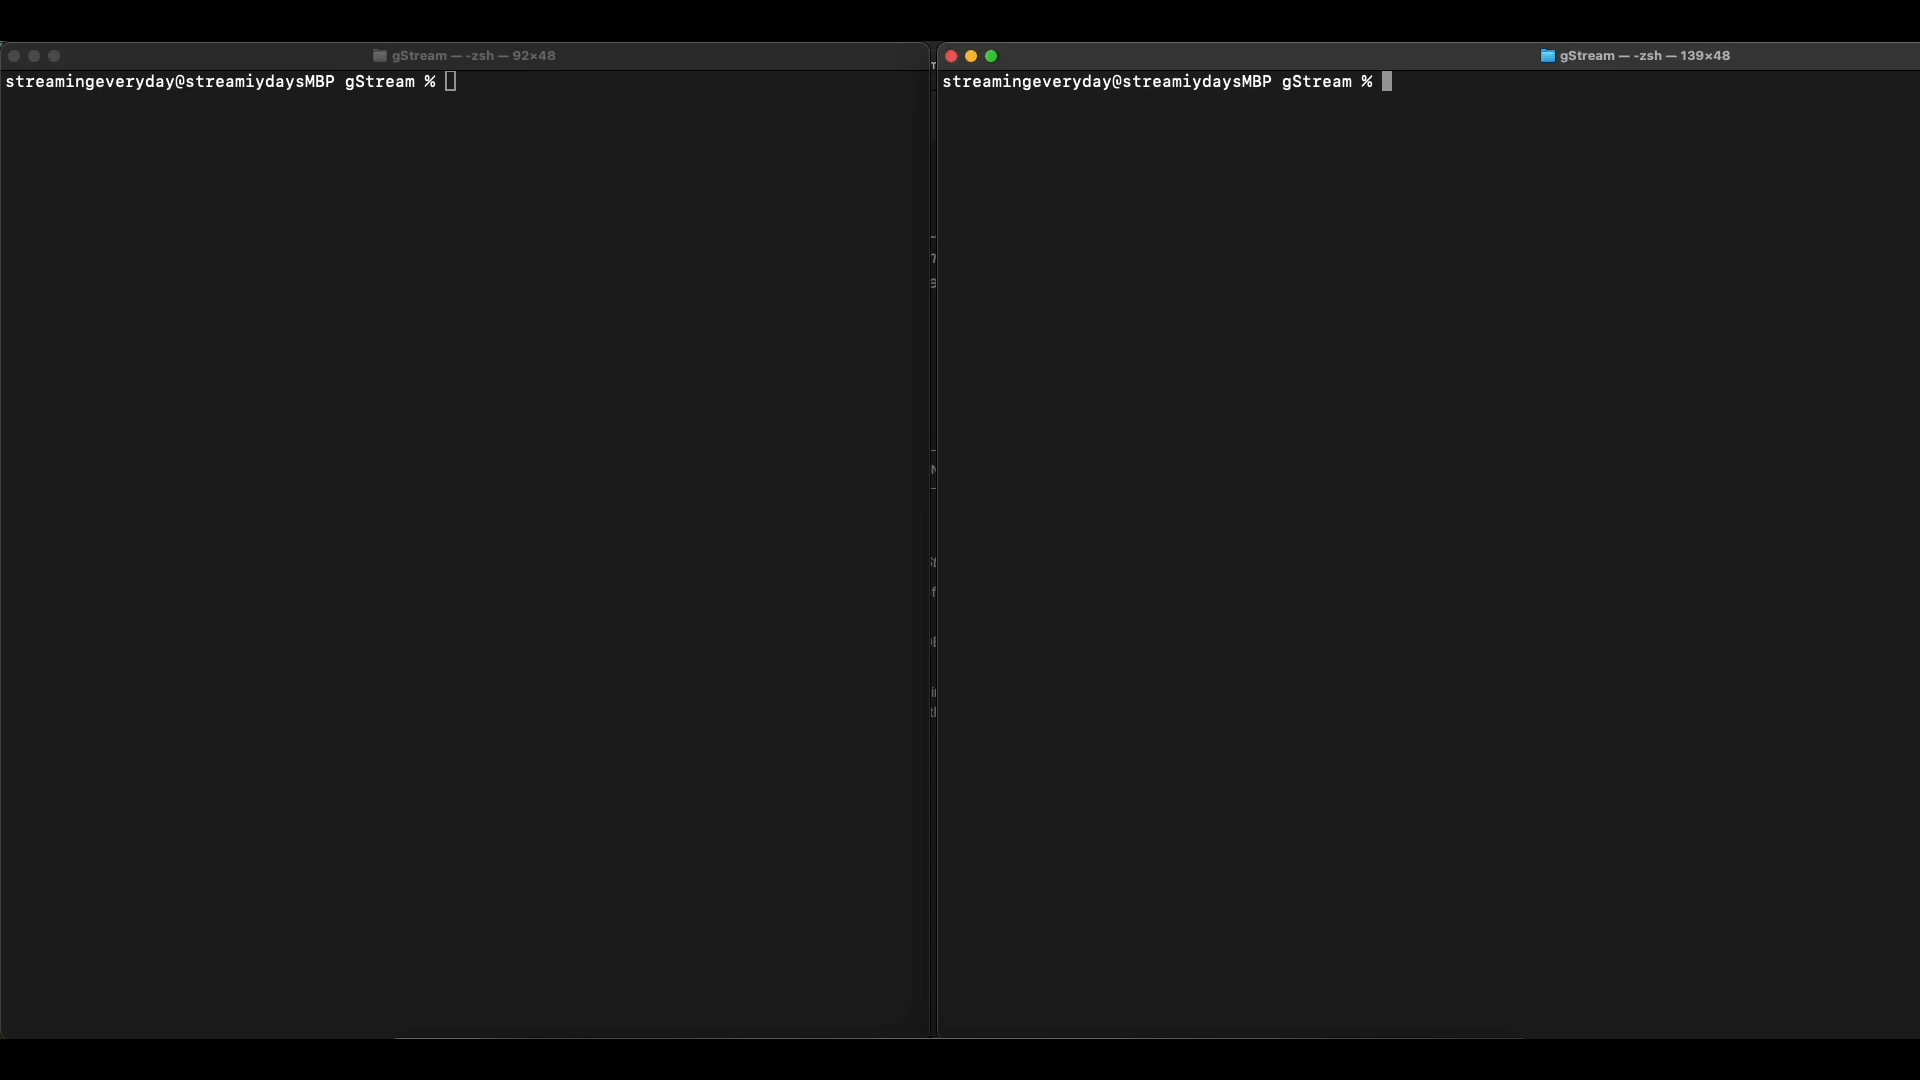 gStream — -zsh — 92×48
streamingeveryday@streamiydaysMBP gStream %
gStream — -zsh — 139×48
streamingeveryday@streamiydaysMBP gStream %